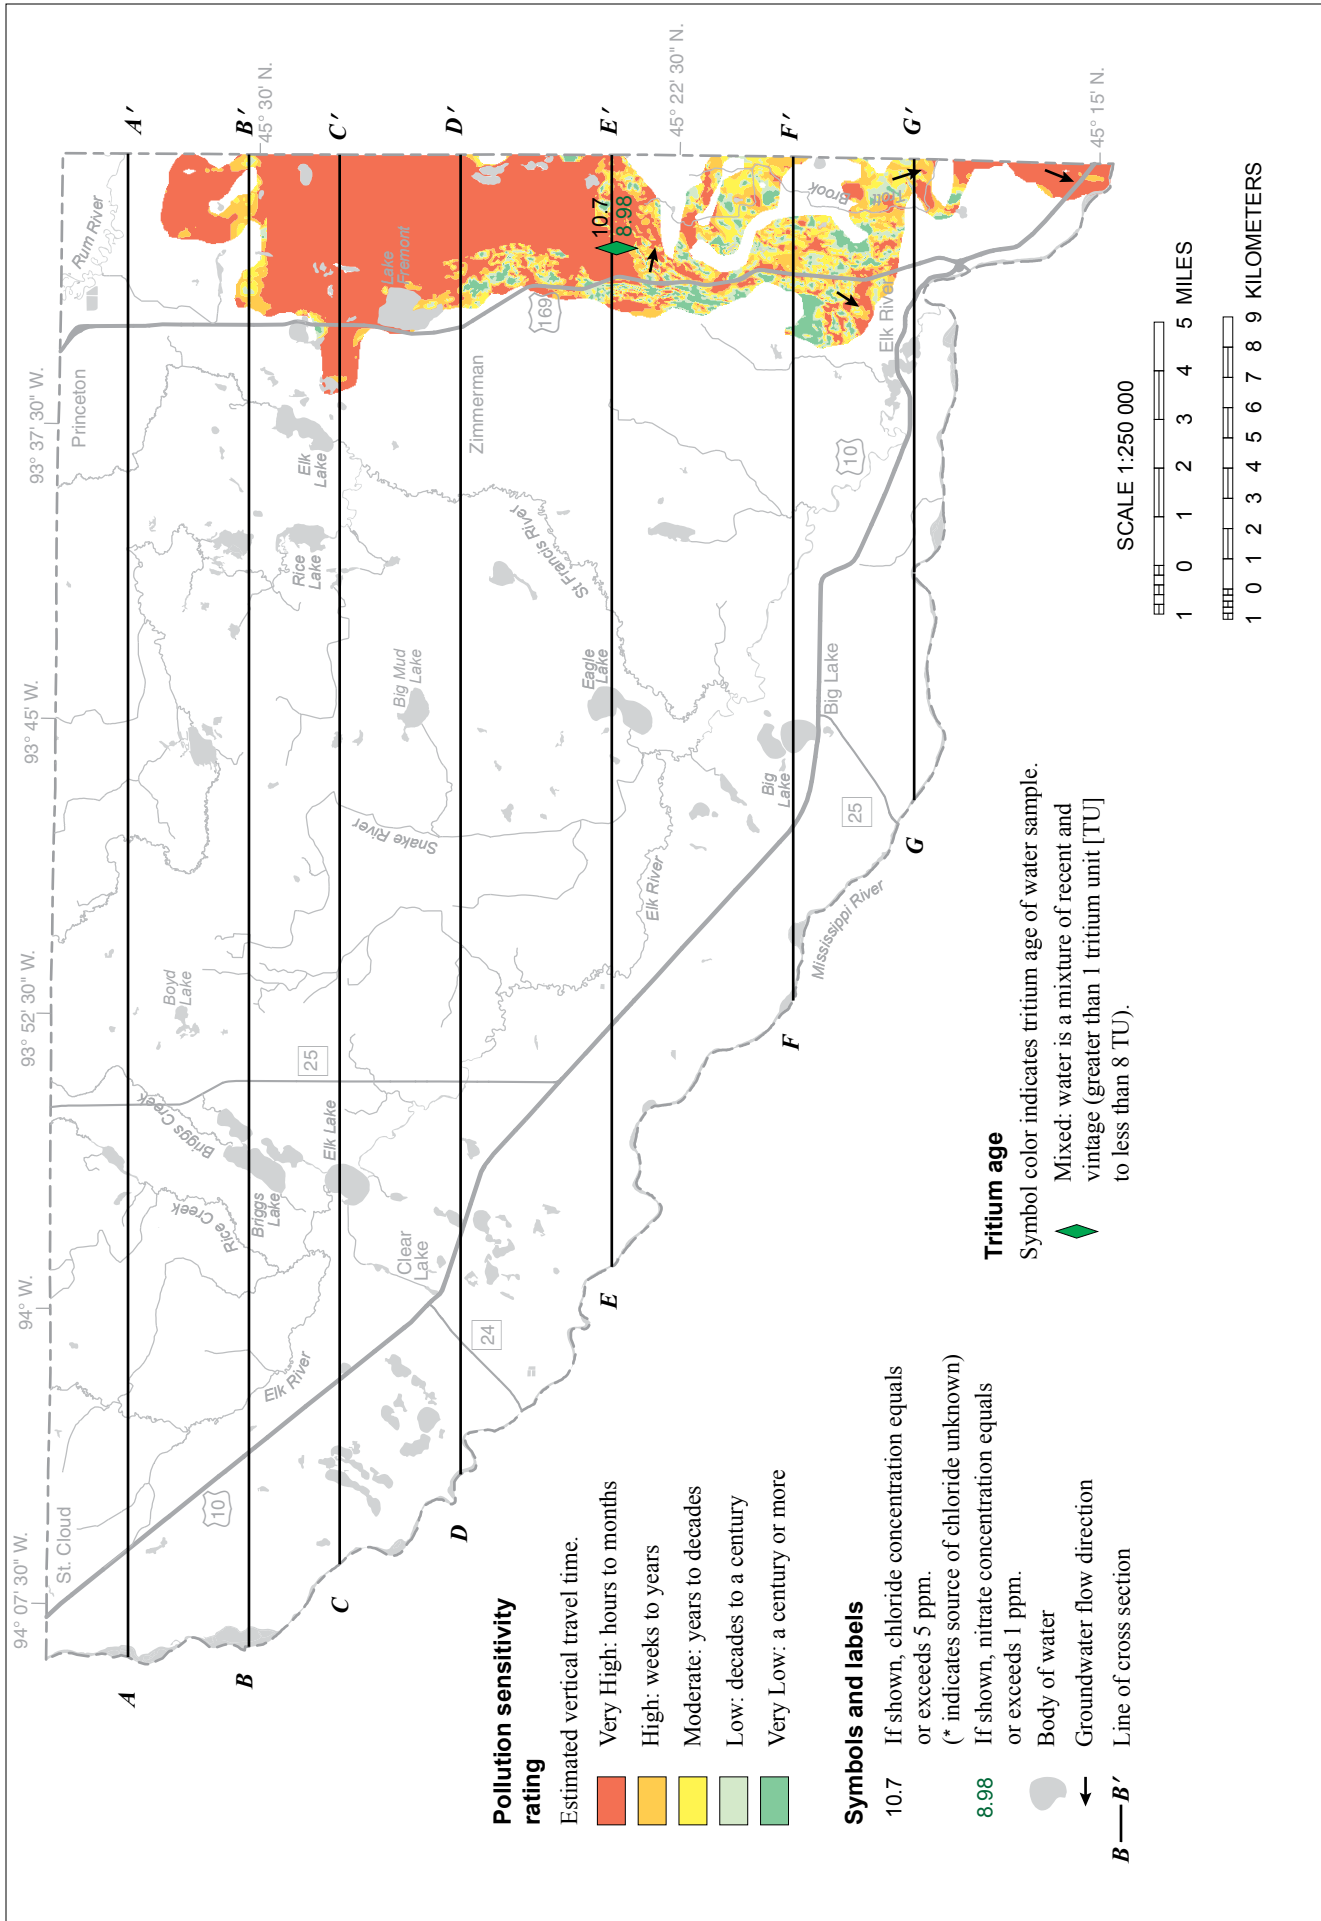 94° 07' 30" W.
94° W.
93° 52' 30" W.
93° 45' W.
93° 37' 30" W.
St. Cloud
Princeton
Rum River
A
A'
Briggs Creek
Boyd
Lake
Rice Creek
B
B'
45° 30' N.
10
Briggs
Lake
25
Rice
Lake
Elk
Lake
Elk River
Elk Lake
C
C'
Snake River
Big Mud
Lake
Lake
Fremont
Clear
Lake
D
D'
Zimmerman
24
St Francis River
169
E
E'
Eagle
Lake
10.7
8.98
Elk River
45° 22' 30" N.
F
F'
Big
Lake
Big Lake
Mississippi River
25
10
Elk River
Brook
G
G'
45° 15' N.
Pollution sensitivity
rating
Estimated vertical travel time.
Very High: hours to months
High: weeks to years
Moderate: years to decades
Low: decades to a century
Very Low: a century or more
Symbols and labels
10.7 If shown, chloride concentration equals
or exceeds 5 ppm.
(* indicates source of chloride unknown)
8.98 If shown, nitrate concentration equals
or exceeds 1 ppm.
Body of water
Groundwater flow direction
B B' Line of cross section
Tritium age
Symbol color indicates tritium age of water sample.
Mixed: water is a mixture of recent and
vintage (greater than 1 tritium unit [TU]
to less than 8 TU).
SCALE 1:250 000
1 0 1 2 3 4 5 MILES
1 0 1 2 3 4 5 6 7 8 9 KILOMETERS